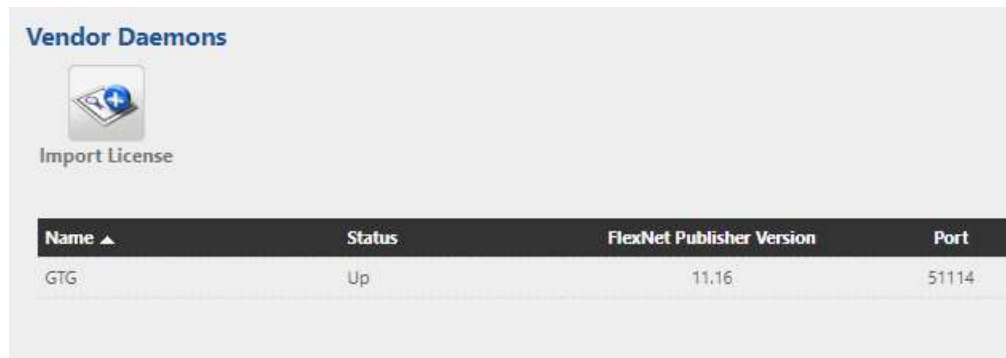 Vendor Daemons
Import License
Name ▲ Status FlexNet Publisher Version Port
GTG Up 11.16 51114